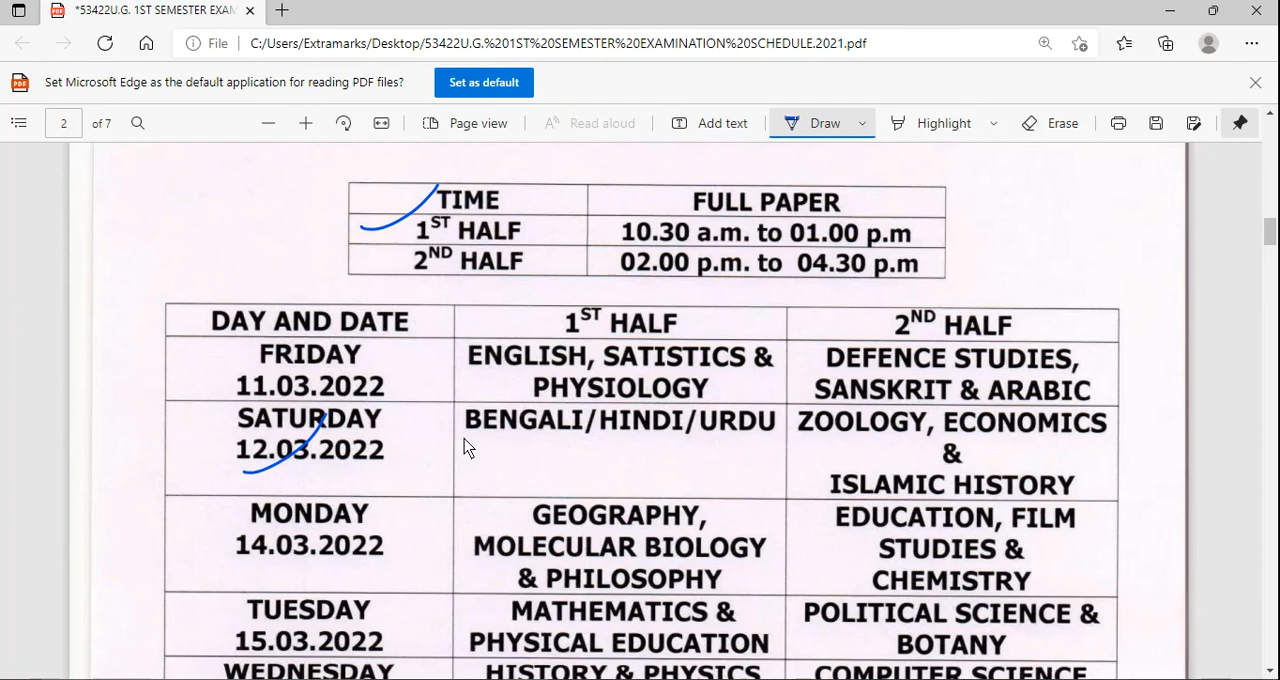 *53422U.G. 1ST SEMESTER EXAM
File C:/Users/Extramarks/Desktop/53422U.G.%201ST%20SEMESTER%20EXAMINATION%20SCHEDULE.2021.pdf
Set Microsoft Edge as the default application for reading PDF files? Set as default
2 of 7 Page view Read aloud Add text Draw Highlight Erase
TIME FULL PAPER
1ST HALF 10.30 a.m. to 01.00 p.m
2ND HALF 02.00 p.m. to 04.30 p.m
DAY AND DATE 1ST HALF 2ND HALF
FRIDAY ENGLISH, SATISTICS & DEFENCE STUDIES,
11.03.2022 PHYSIOLOGY SANSKRIT & ARABIC
SATURDAY BENGALI/HINDI/URDU ZOOLOGY, ECONOMICS
12.03.2022 &
ISLAMIC HISTORY
MONDAY GEOGRAPHY, EDUCATION, FILM
14.03.2022 MOLECULAR BIOLOGY STUDIES &
& PHILOSOPHY CHEMISTRY
TUESDAY MATHEMATICS & POLITICAL SCIENCE &
15.03.2022 PHYSICAL EDUCATION BOTANY
WEDNESDAY HISTORY & PHYSICS COMPUTER SCIENCE